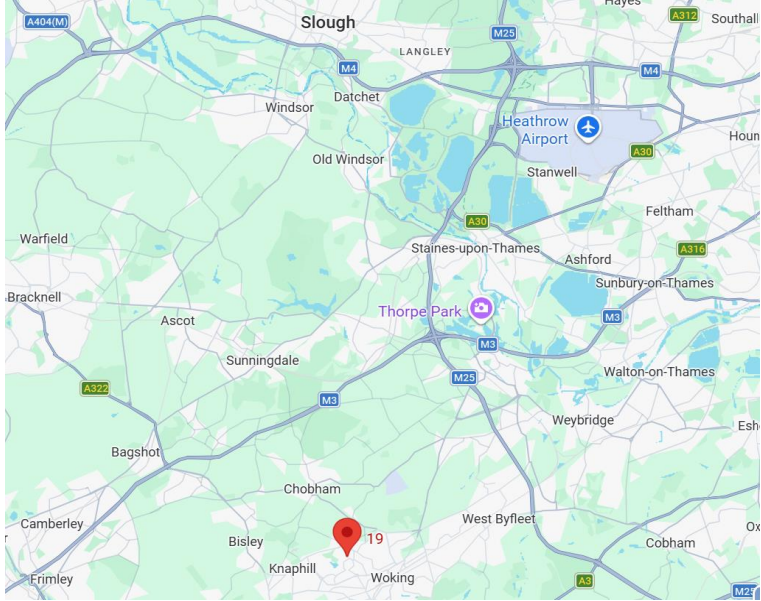 Hayes
A404(M)
Slough
A312
Southall
M25
LANGLEY
M4
M4
Datchet
Windsor
Heathrow
Airport
Houn
A30
Old Windsor
Stanwell
Feltham
A30
Warfield
Staines-upon-Thames
A316
Ashford
Sunbury-on-Thames
Bracknell
Thorpe Park
Ascot
M3
M3
Sunningdale
Walton-on-Thames
M25
A322
M3
Weybridge
Esh
Bagshot
Chobham
West Byfleet
Camberley
Ox
19
Bisley
Cobham
r
Knaphill
Woking
Frimley
A3
M25